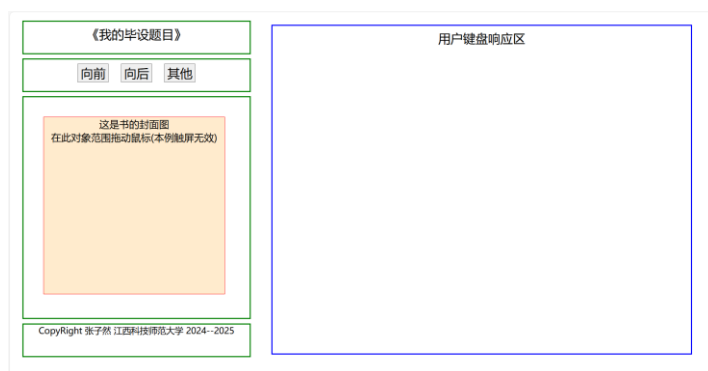 《我的毕设题目》
向前 向后 其他
这是书的封面图
在此对象范围拖动鼠标(本例触屏无效)
CopyRight 张子然 江西科技师范大学 2024--2025
用户键盘响应区